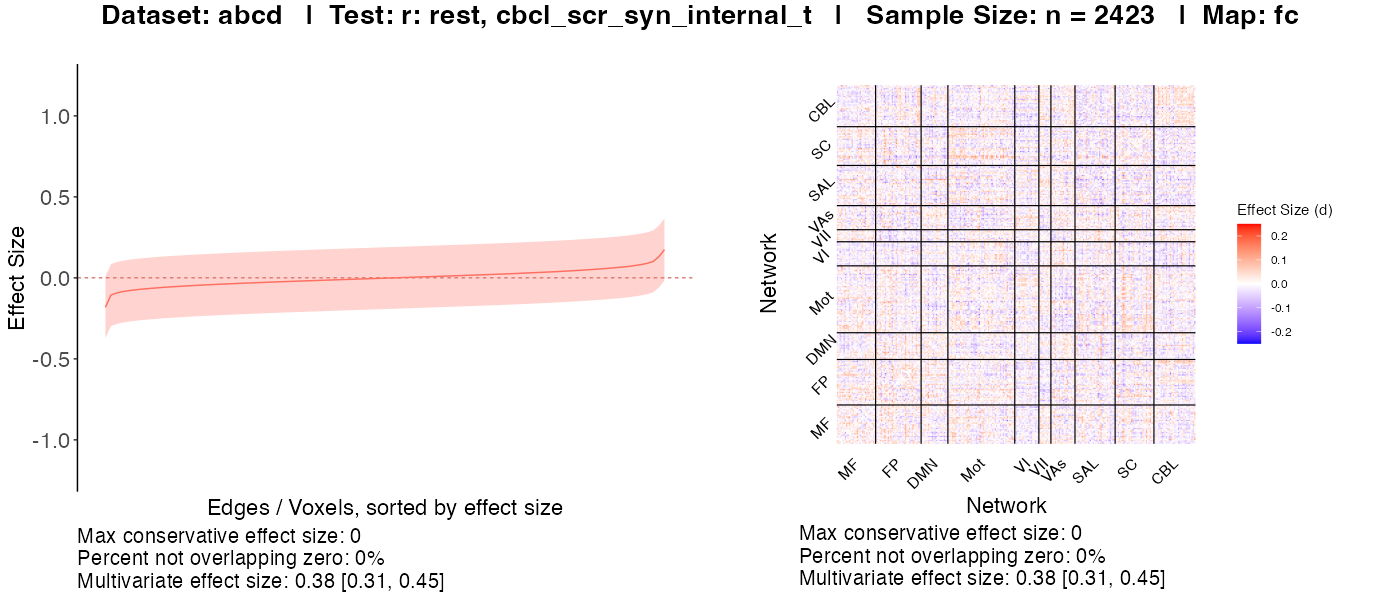 Dataset: abcd | Test: r: rest, cbcl_scr_syn_internal_t | Sample Size: n = 2423 | Map: fc
Effect Size
1.0
0.5
0.0
-0.5
-1.0
Edges / Voxels, sorted by effect size
Max conservative effect size: 0
Percent not overlapping zero: 0%
Multivariate effect size: 0.38 [0.31, 0.45]
Network
CBL
SC
SAL
VAs
VII
VI
Mot
DMN
FP
MF
MF
FP
DMN
Mot
VI
VII
VAs
SAL
SC
CBL
Network
Max conservative effect size: 0
Percent not overlapping zero: 0%
Multivariate effect size: 0.38 [0.31, 0.45]
Effect Size (d)
0.2
0.1
0.0
-0.1
-0.2